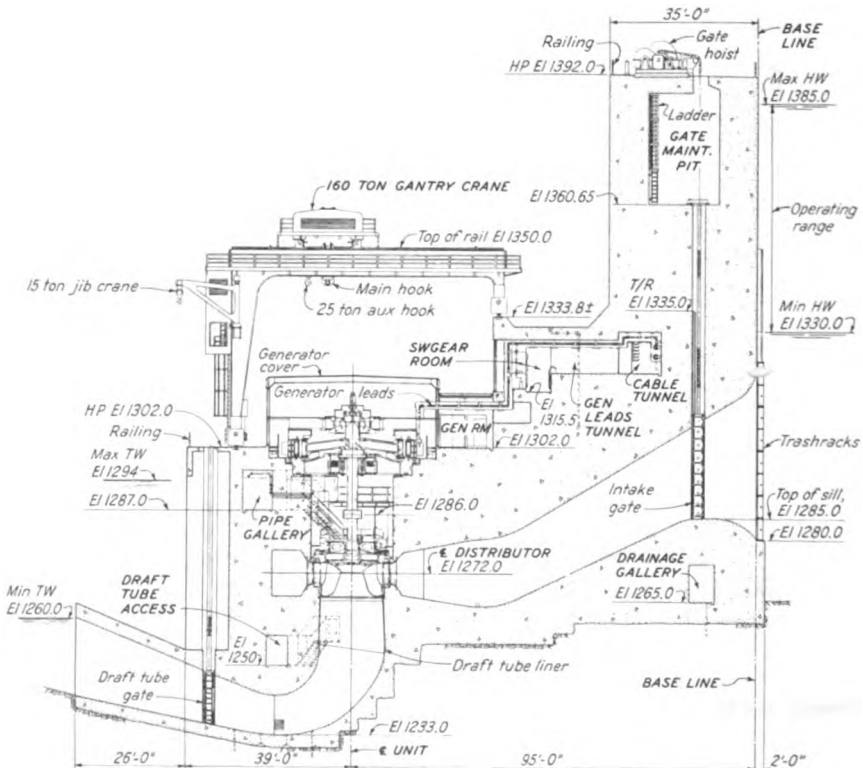 35'-0"
BASE
LINE
Gate
hoist
Railing
HP El 1392.0
Max HW
El 1385.0
Ladder
GATE
MAINT.
PIT
160 TON GANTRY CRANE
El 1360.65
Operating
range
Top of rail El 1350.0
15 ton jib crane
Main hook
25 ton aux hook
T/R
El 1335.0
El 1333.8±
Min HW
El 1330.0
SWGEAR
ROOM
Generator
cover
Generator leads
CABLE
TUNNEL
GEN
LEADS
TUNNEL
El
1315.5
HP El 1302.0
Railing
GEN RM
El 1302.0
Max TW
El 1294
Trashracks
El 1287.0
PIPE
GALLERY
El 1286.0
Intake
gate
Top of sill,
El 1285.0
El 1280.0
℄ DISTRIBUTOR
El 1272.0
DRAINAGE
GALLERY
El 1265.0
Min TW
El 1260.0
DRAFT
TUBE
ACCESS
El
1250
Draft tube liner
Draft tube
gate
BASE LINE
El 1233.0
℄ UNIT
26'-0"
39'-0"
95'-0"
2'-0"